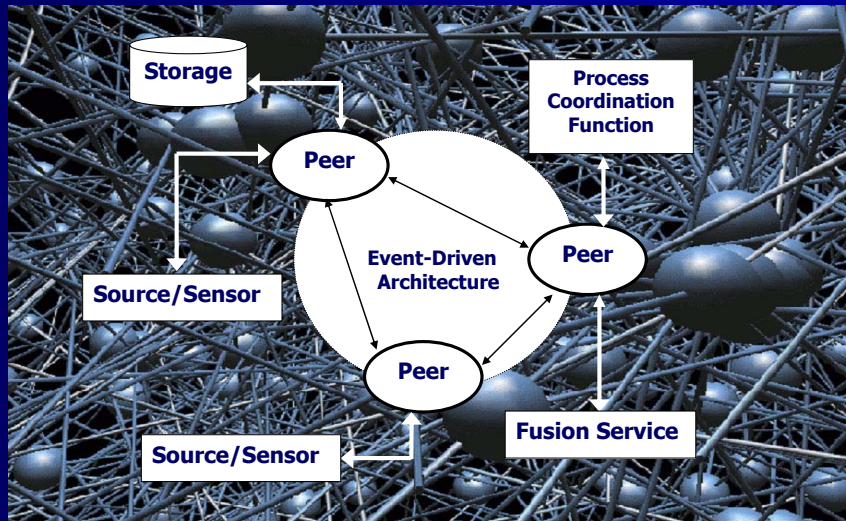 Storage
Process
Coordination
Function
Peer
Peer
Event-Driven
Architecture
Source/Sensor
Peer
Fusion Service
Source/Sensor